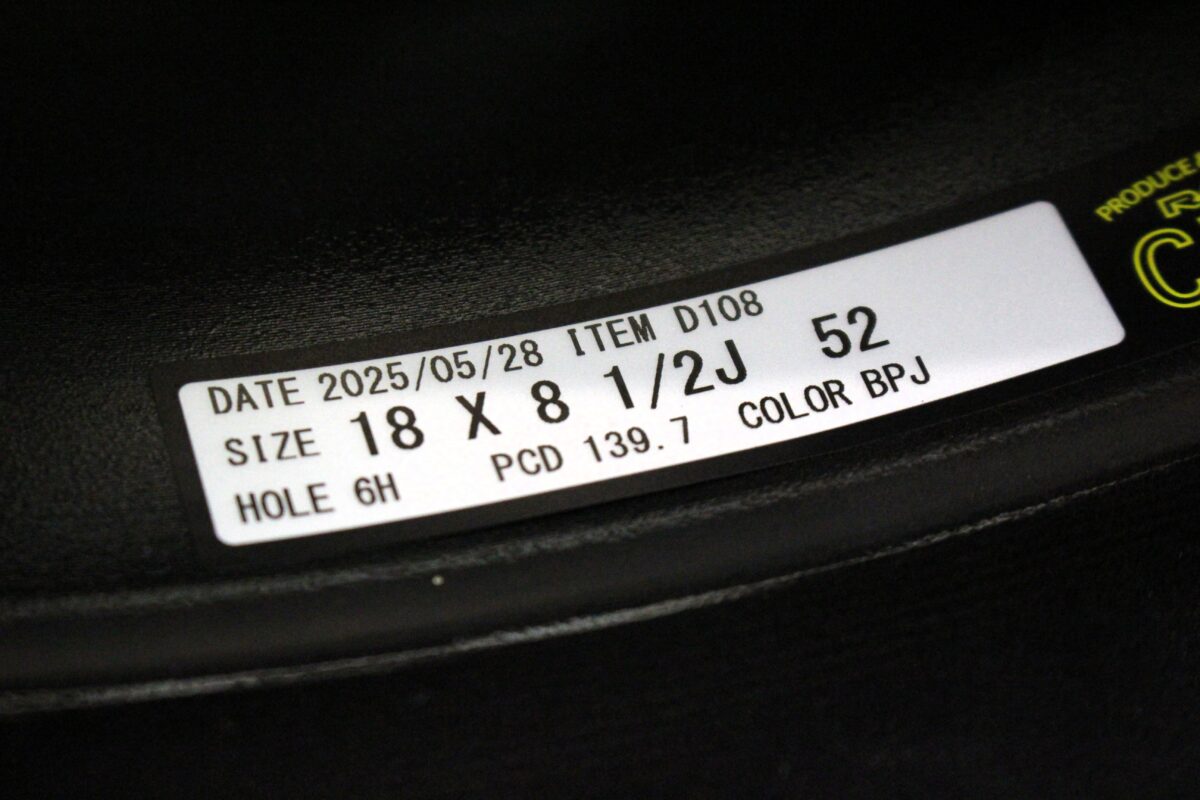 DATE 2025/05/28 ITEM D108
SIZE 18 X 8 1/2J 52
HOLE 6H PCD 139.7 COLOR BPJ
PRODUCE